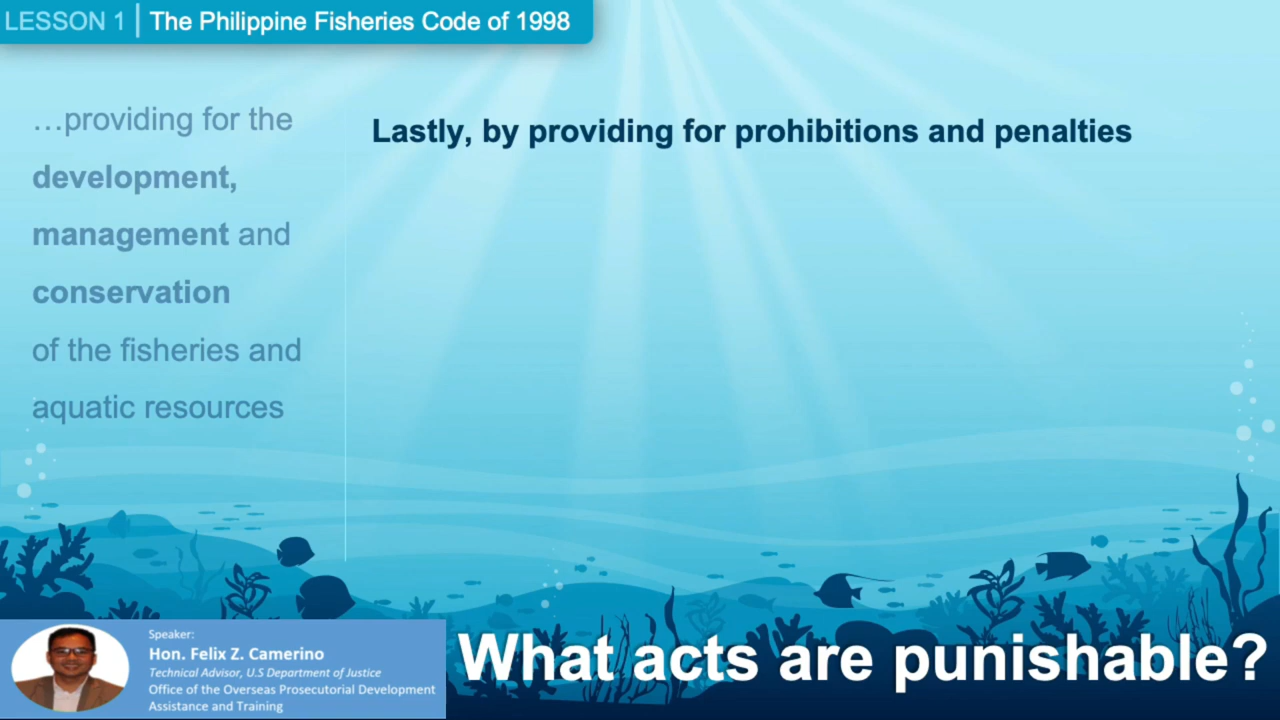 LESSON 1 | The Philippine Fisheries Code of 1998
…providing for the
development,
management and
conservation
of the fisheries and
aquatic resources
Lastly, by providing for prohibitions and penalties
Speaker:
Hon. Felix Z. Camerino
Technical Advisor, U.S Department of Justice
Office of the Overseas Prosecutorial Development
Assistance and Training
What acts are punishable?